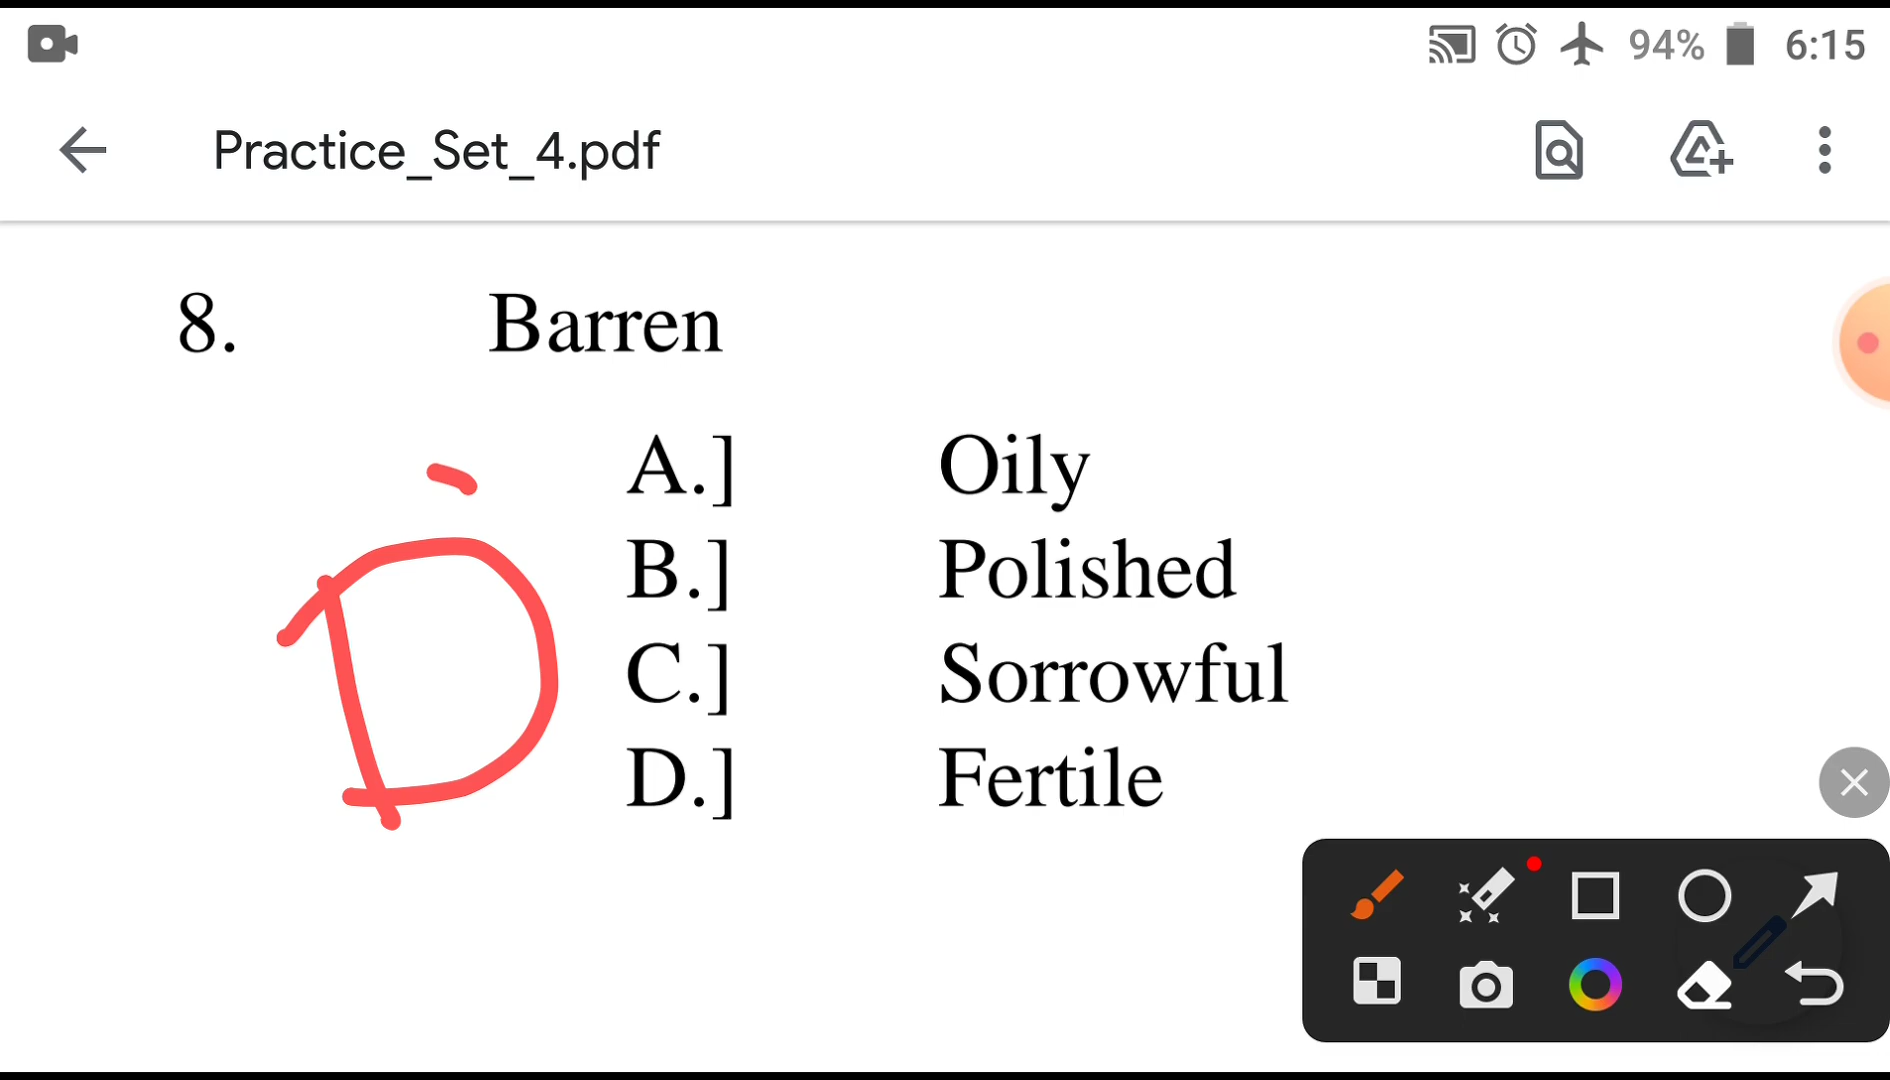 94% 6:15
Practice_Set_4.pdf
8. Barren
A.] Oily
B.] Polished
D C.] Sorrowful
D.] Fertile